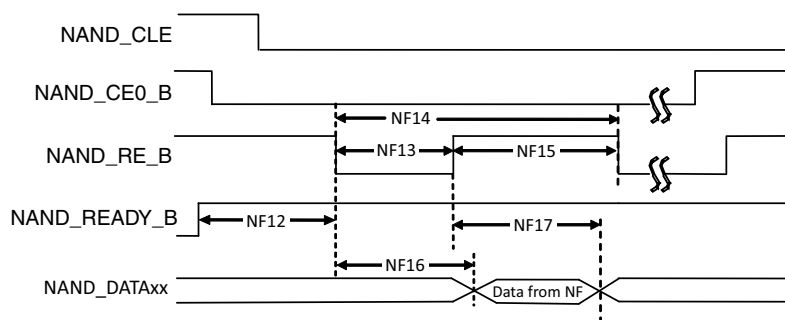 NAND_CLE
NAND_CE0_B
NF14
NAND_RE_B
NF13
NF15
NAND_READY_B
NF12
NF17
NF16
NAND_DATAxx
Data from NF